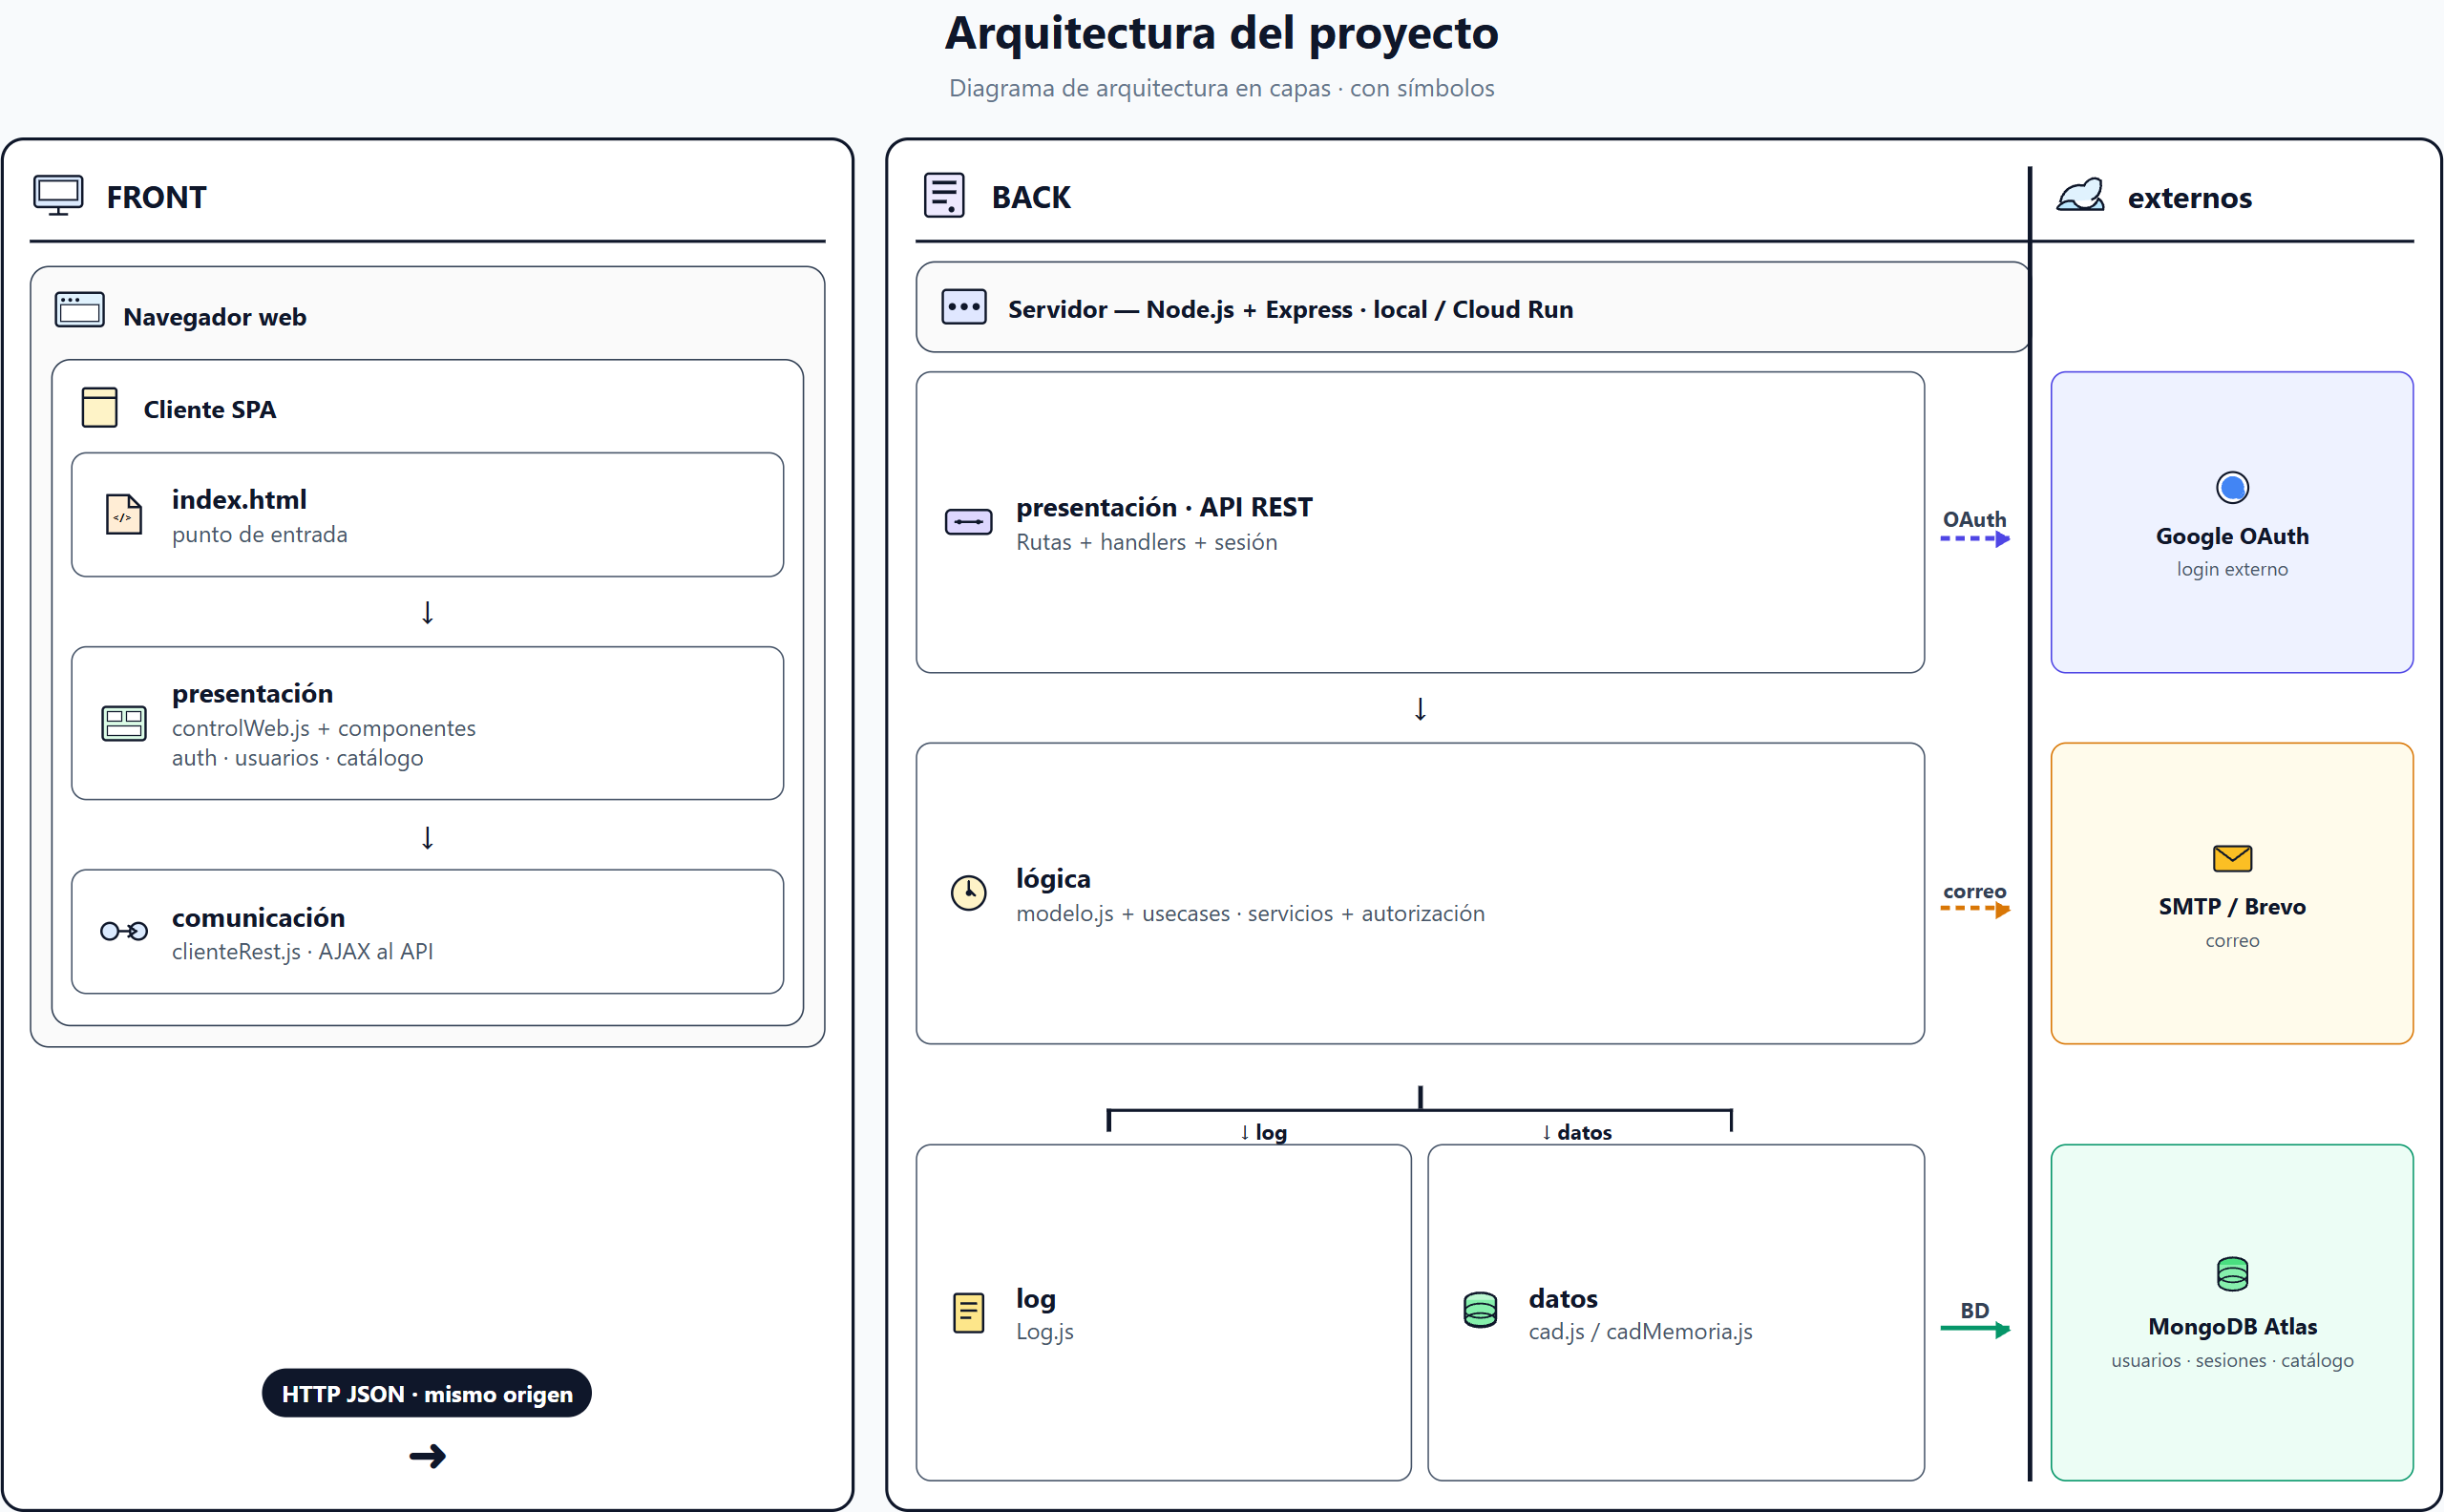 Arquitectura del proyecto
Diagrama de arquitectura en capas · con símbolos
FRONT
Navegador web
Cliente SPA
</>
index.html
punto de entrada
↓
presentación
controlWeb.js + componentes
auth · usuarios · catálogo
↓
comunicación
clienteRest.js · AJAX al API
HTTP JSON · mismo origen
➜
BACK
Servidor — Node.js + Express · local / Cloud Run
presentación · API REST
Rutas + handlers + sesión
↓
lógica
modelo.js + usecases · servicios + autorización
↓ log
↓ datos
log
Log.js
datos
cad.js / cadMemoria.js
OAuth
correo
BD
externos
Google OAuth
login externo
SMTP / Brevo
correo
MongoDB Atlas
usuarios · sesiones · catálogo